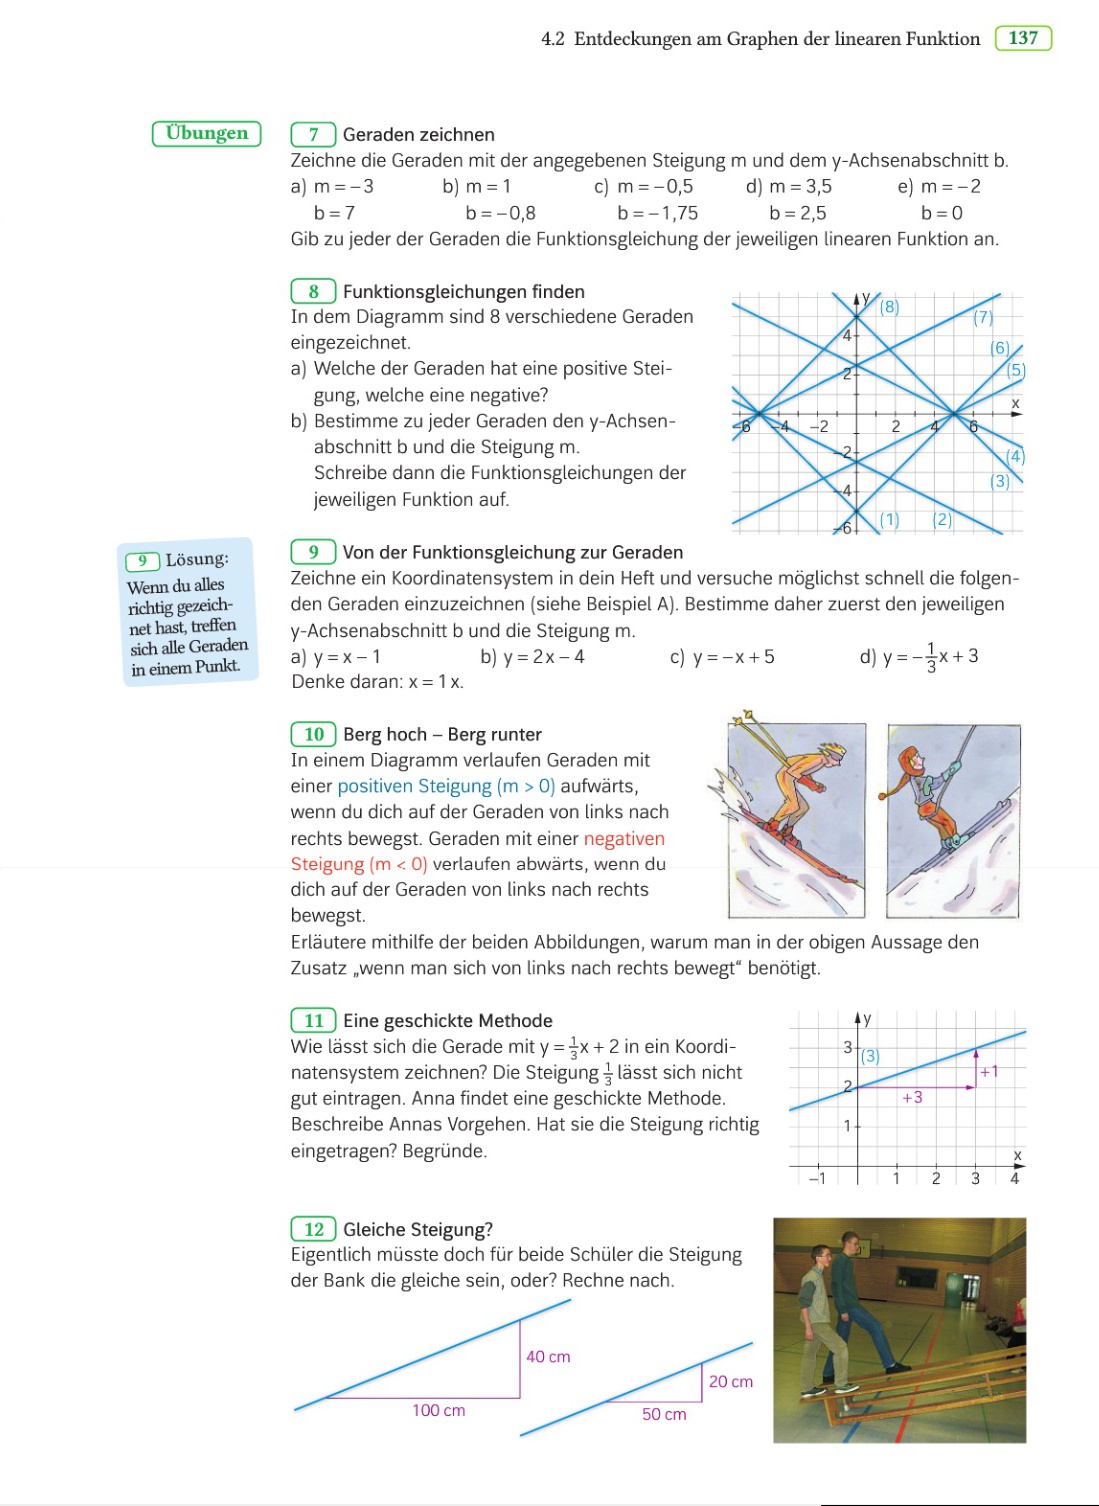 4.2 Entdeckungen am Graphen der linearen Funktion 137
Übungen
7 Geraden zeichnen
Zeichne die Geraden mit der angegebenen Steigung m und dem y-Achsenabschnitt b.
a) m = −3 b) m = 1 c) m = −0,5 d) m = 3,5 e) m = −2
b = 7 b = −0,8 b = −1,75 b = 2,5 b = 0
Gib zu jeder der Geraden die Funktionsgleichung der jeweiligen linearen Funktion an.
8 Funktionsgleichungen finden
In dem Diagramm sind 8 verschiedene Geraden
eingezeichnet.
a) Welche der Geraden hat eine positive Stei-
gung, welche eine negative?
b) Bestimme zu jeder Geraden den y-Achsen-
abschnitt b und die Steigung m.
Schreibe dann die Funktionsgleichungen der
jeweiligen Funktion auf.
y
(8)
(7)
4
(6)
2
(5)
x
−6 −4 −2 2 4 6
−2
(4)
(3)
−4
(1) (2)
−6
9 Lösung:
Wenn du alles
richtig gezeich-
net hast, treffen
sich alle Geraden
in einem Punkt.
9 Von der Funktionsgleichung zur Geraden
Zeichne ein Koordinatensystem in dein Heft und versuche möglichst schnell die folgen-
den Geraden einzuzeichnen (siehe Beispiel A). Bestimme daher zuerst den jeweiligen
y-Achsenabschnitt b und die Steigung m.
a) y = x − 1 b) y = 2x − 4 c) y = −x + 5 d) y = −1/3x + 3
Denke daran: x = 1 x.
10 Berg hoch – Berg runter
In einem Diagramm verlaufen Geraden mit
einer positiven Steigung (m > 0) aufwärts,
wenn du dich auf der Geraden von links nach
rechts bewegst. Geraden mit einer negativen
Steigung (m < 0) verlaufen abwärts, wenn du
dich auf der Geraden von links nach rechts
bewegst.
Erläutere mithilfe der beiden Abbildungen, warum man in der obigen Aussage den
Zusatz „wenn man sich von links nach rechts bewegt“ benötigt.
11 Eine geschickte Methode
Wie lässt sich die Gerade mit y = 1/3x + 2 in ein Koordi-
natensystem zeichnen? Die Steigung 1/3 lässt sich nicht
gut eintragen. Anna findet eine geschickte Methode.
Beschreibe Annas Vorgehen. Hat sie die Steigung richtig
eingetragen? Begründe.
y
3
(3)
+1
2
+3
1
x
−1 1 2 3 4
12 Gleiche Steigung?
Eigentlich müsste doch für beide Schüler die Steigung
der Bank die gleiche sein, oder? Rechne nach.
40 cm
100 cm
20 cm
50 cm